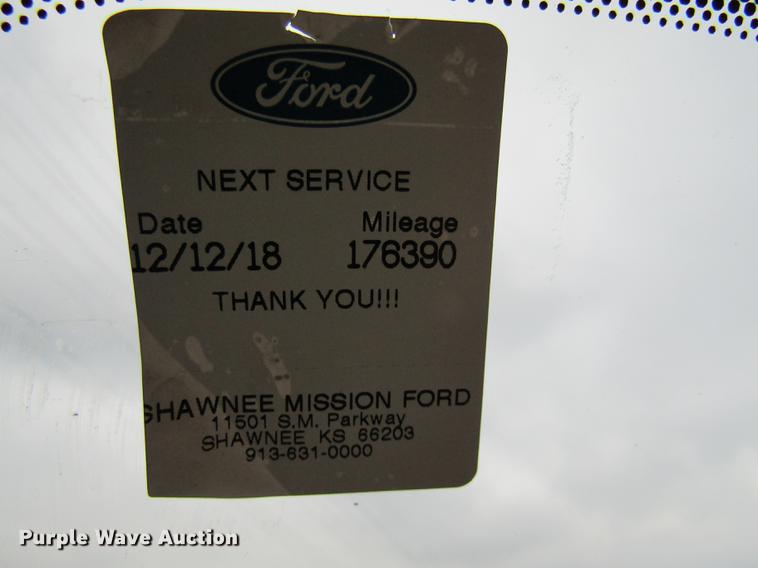 Ford
NEXT SERVICE
Date Mileage
12/12/18 176390
THANK YOU!!!
SHAWNEE MISSION FORD
11501 S.M. Parkway
SHAWNEE KS 66203
913-631-0000
Purple Wave Auction